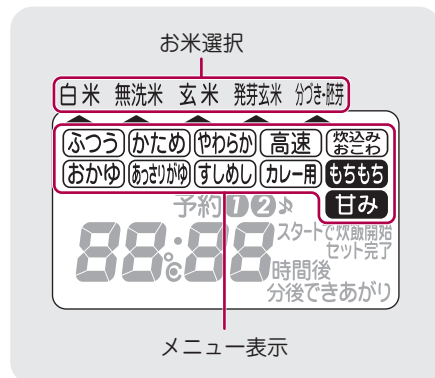 お米選択
白米 無洗米 玄米 発芽玄米 分づき・胚芽
ふつう かため やわらか 高速 炊込み おこわ
おかゆ あっさりがゆ すしめし カレー用 もちもち
甘み
予約 1 2 ♪
スタートで炊飯開始
セット完了
88:88
℃
時間後
分後できあがり
メニュー表示